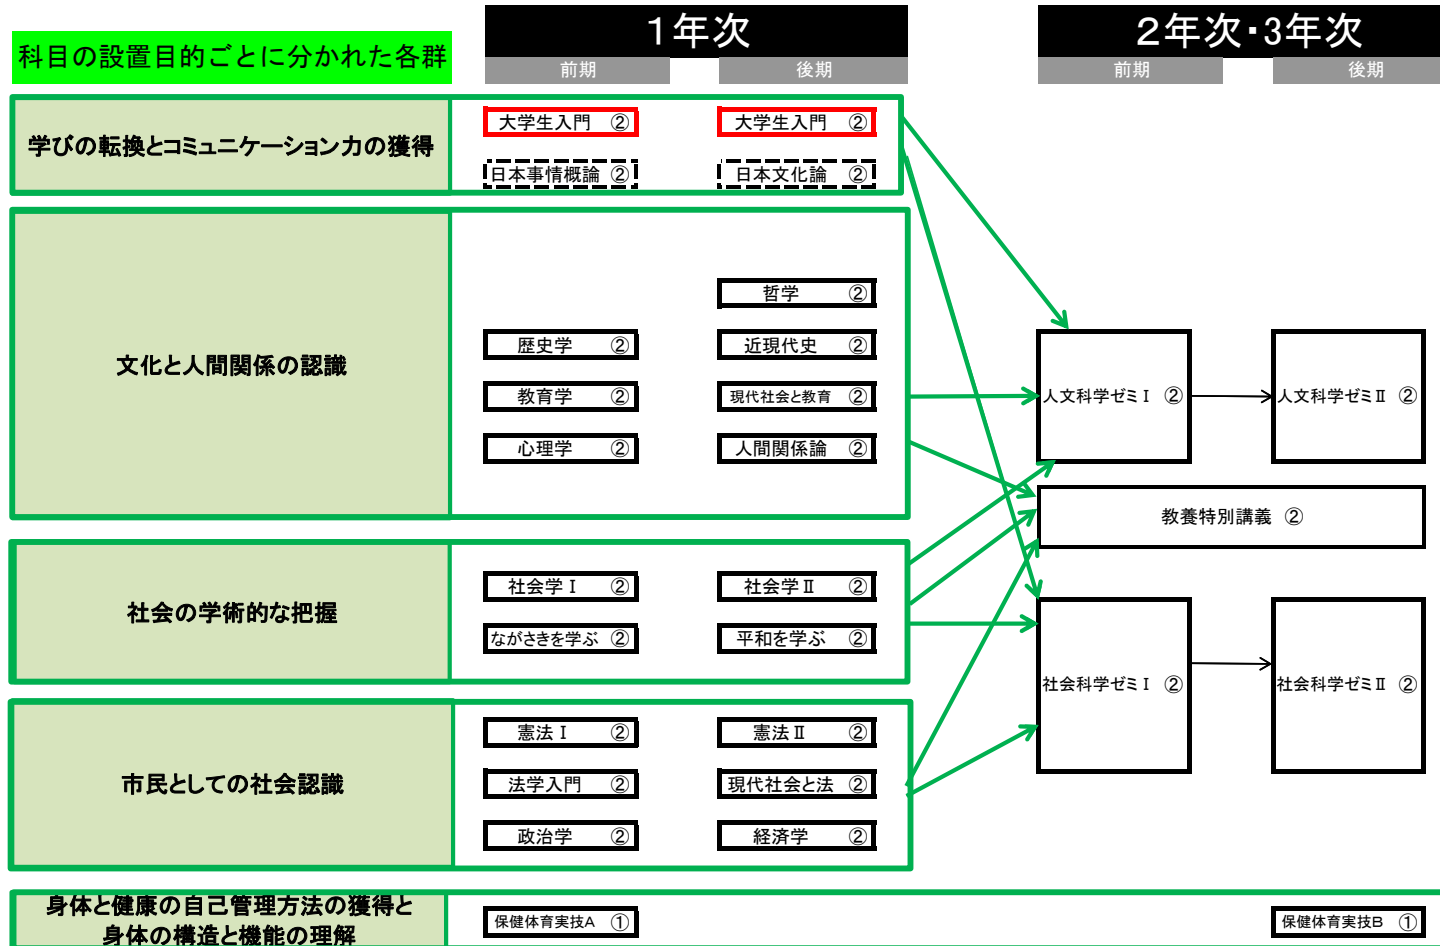 科目の設置目的ごとに分かれた各群
1年次
2年次・3年次
前期
後期
前期
後期
学びの転換とコミュニケーション力の獲得
大学生入門 ②
大学生入門 ②
日本事情概論 ②
日本文化論 ②
文化と人間関係の認識
哲学 ②
歴史学 ②
近現代史 ②
教育学 ②
現代社会と教育 ②
心理学 ②
人間関係論 ②
人文科学ゼミⅠ ②
人文科学ゼミⅡ ②
教養特別講義 ②
社会の学術的な把握
社会学Ⅰ ②
社会学Ⅱ ②
ながさきを学ぶ ②
平和を学ぶ ②
社会科学ゼミⅠ ②
社会科学ゼミⅡ ②
市民としての社会認識
憲法Ⅰ ②
憲法Ⅱ ②
法学入門 ②
現代社会と法 ②
政治学 ②
経済学 ②
身体と健康の自己管理方法の獲得と
身体の構造と機能の理解
保健体育実技A ①
保健体育実技B ①